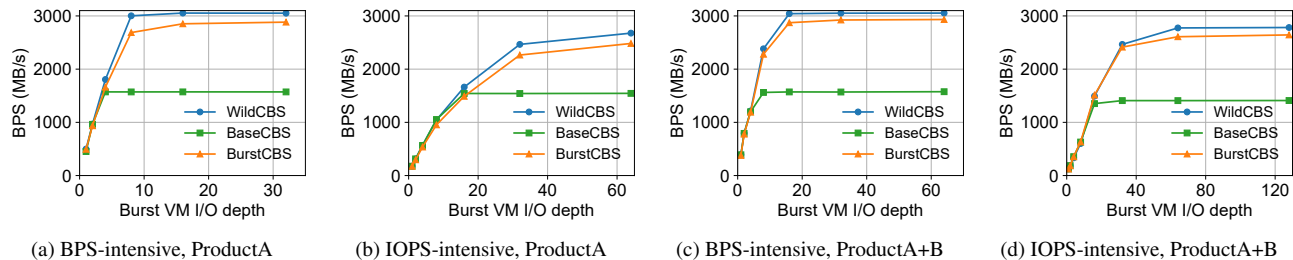 BPS (MB/s)
3000
2000
1000
0
0 10 20 30
Burst VM I/O depth
WildCBS
BaseCBS
BurstCBS
(a) BPS-intensive, ProductA
BPS (MB/s)
3000
2000
1000
0
0 20 40 60
Burst VM I/O depth
WildCBS
BaseCBS
BurstCBS
(b) IOPS-intensive, ProductA
BPS (MB/s)
3000
2000
1000
0
0 20 40 60
Burst VM I/O depth
WildCBS
BaseCBS
BurstCBS
(c) BPS-intensive, ProductA+B
BPS (MB/s)
3000
2000
1000
0
0 40 80 120
Burst VM I/O depth
WildCBS
BaseCBS
BurstCBS
(d) IOPS-intensive, ProductA+B